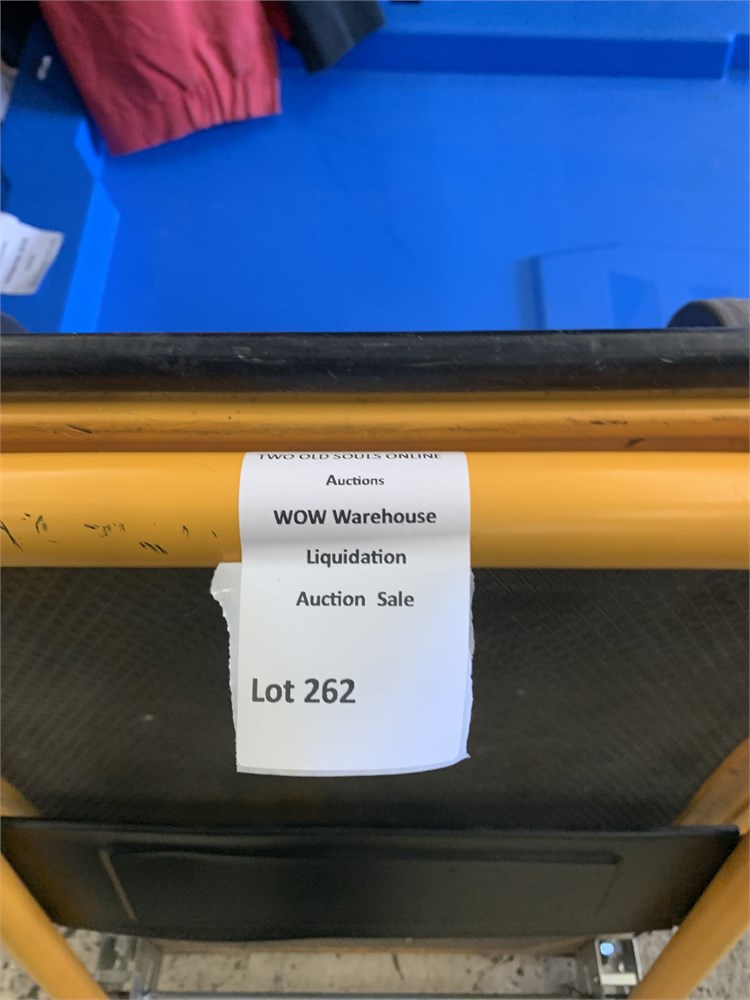 TWO OLD SOULS ONLINE
Auctions
WOW Warehouse
Liquidation
Auction Sale
Lot 262